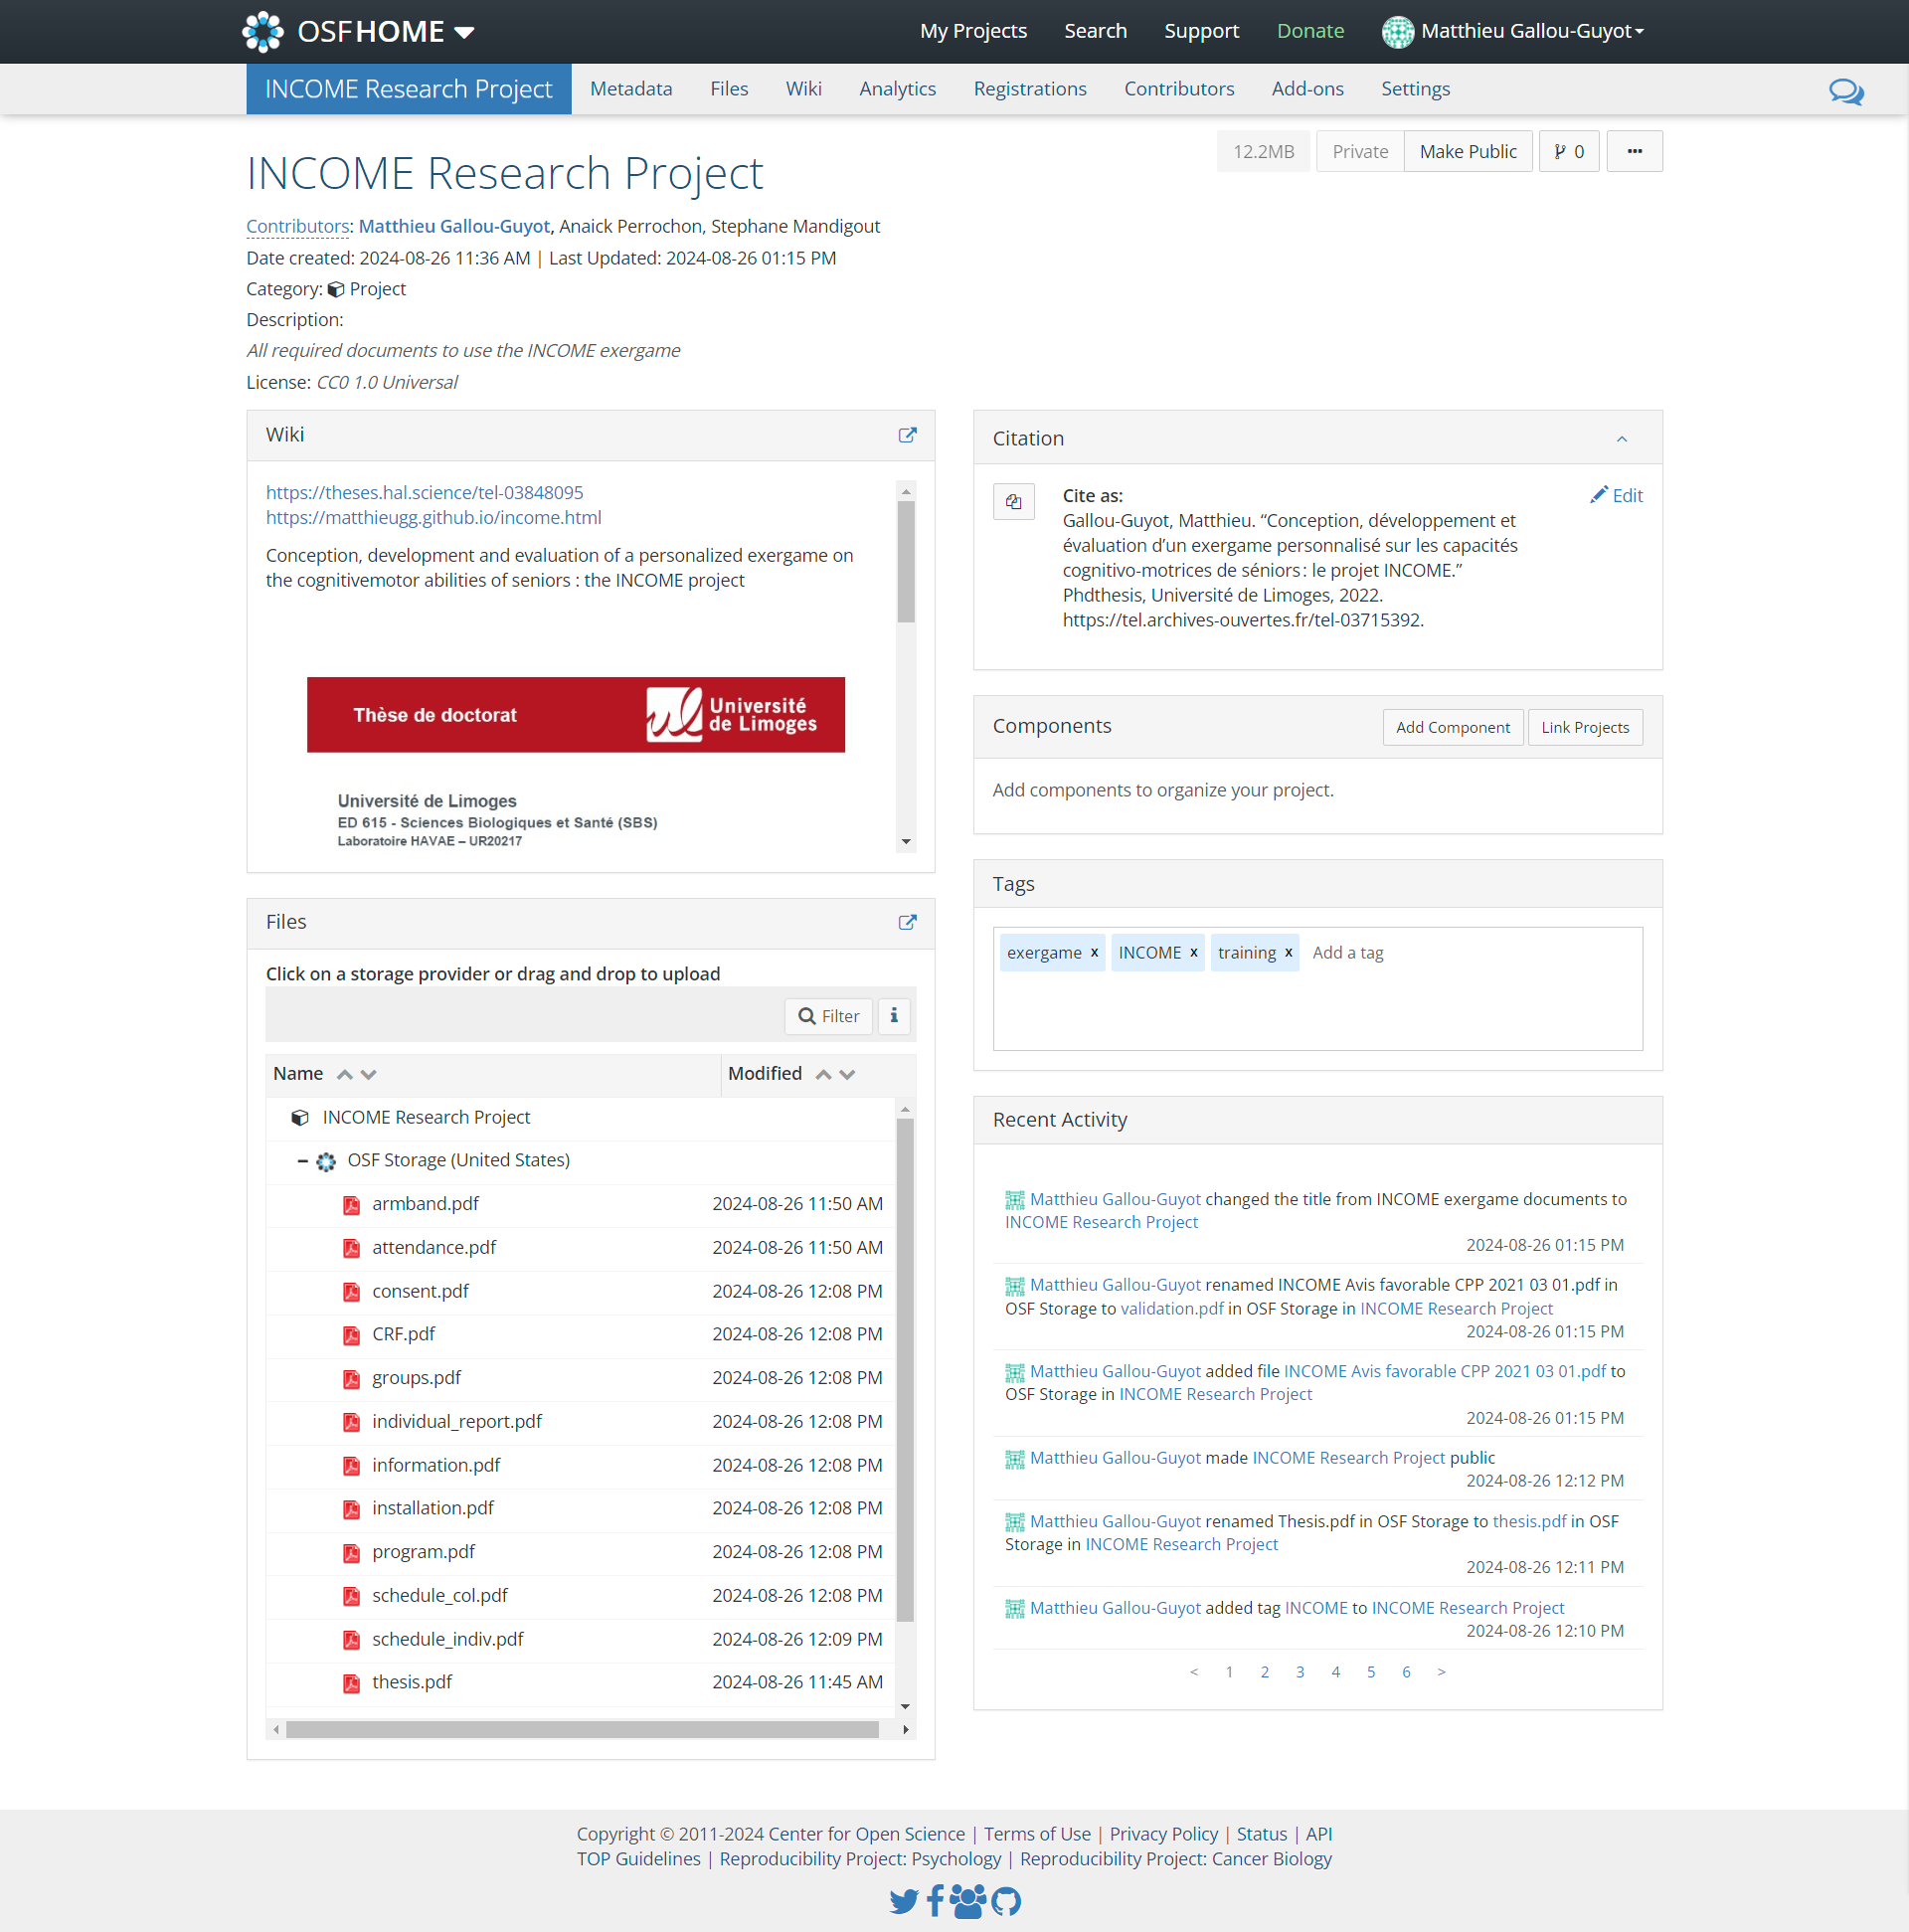 OSFHOME
My Projects Search Support Donate Matthieu Gallou-Guyot
INCOME Research Project Metadata Files Wiki Analytics Registrations Contributors Add-ons Settings
12.2MB Private Make Public 0 ...
INCOME Research Project
Contributors: Matthieu Gallou-Guyot, Anaick Perrochon, Stephane Mandigout
Date created: 2024-08-26 11:36 AM | Last Updated: 2024-08-26 01:15 PM
Category: Project
Description:
All required documents to use the INCOME exergame
License: CC0 1.0 Universal
Wiki
https://theses.hal.science/tel-03848095
https://matthieugg.github.io/income.html
Conception, development and evaluation of a personalized exergame on
the cognitivemotor abilities of seniors : the INCOME project
Thèse de doctorat
Université
de Limoges
Université de Limoges
ED 615 - Sciences Biologiques et Santé (SBS)
Laboratoire HAVAE – UR20217
Files
Click on a storage provider or drag and drop to upload
Filter i
Name Modified
INCOME Research Project
− OSF Storage (United States)
armband.pdf 2024-08-26 11:50 AM
attendance.pdf 2024-08-26 11:50 AM
consent.pdf 2024-08-26 12:08 PM
CRF.pdf 2024-08-26 12:08 PM
groups.pdf 2024-08-26 12:08 PM
individual_report.pdf 2024-08-26 12:08 PM
information.pdf 2024-08-26 12:08 PM
installation.pdf 2024-08-26 12:08 PM
program.pdf 2024-08-26 12:08 PM
schedule_col.pdf 2024-08-26 12:08 PM
schedule_indiv.pdf 2024-08-26 12:09 PM
thesis.pdf 2024-08-26 11:45 AM
Citation
Cite as:
Edit
Gallou-Guyot, Matthieu. “Conception, développement et
évaluation d’un exergame personnalisé sur les capacités
cognitivo-motrices de séniors : le projet INCOME.”
Phdthesis, Université de Limoges, 2022.
https://tel.archives-ouvertes.fr/tel-03715392.
Components Add Component Link Projects
Add components to organize your project.
Tags
exergame x INCOME x training x Add a tag
Recent Activity
Matthieu Gallou-Guyot changed the title from INCOME exergame documents to
INCOME Research Project
2024-08-26 01:15 PM
Matthieu Gallou-Guyot renamed INCOME Avis favorable CPP 2021 03 01.pdf in
OSF Storage to validation.pdf in OSF Storage in INCOME Research Project
2024-08-26 01:15 PM
Matthieu Gallou-Guyot added file INCOME Avis favorable CPP 2021 03 01.pdf to
OSF Storage in INCOME Research Project
2024-08-26 01:15 PM
Matthieu Gallou-Guyot made INCOME Research Project public
2024-08-26 12:12 PM
Matthieu Gallou-Guyot renamed Thesis.pdf in OSF Storage to thesis.pdf in OSF
Storage in INCOME Research Project
2024-08-26 12:11 PM
Matthieu Gallou-Guyot added tag INCOME to INCOME Research Project
2024-08-26 12:10 PM
< 1 2 3 4 5 6 >
Copyright © 2011-2024 Center for Open Science | Terms of Use | Privacy Policy | Status | API
TOP Guidelines | Reproducibility Project: Psychology | Reproducibility Project: Cancer Biology